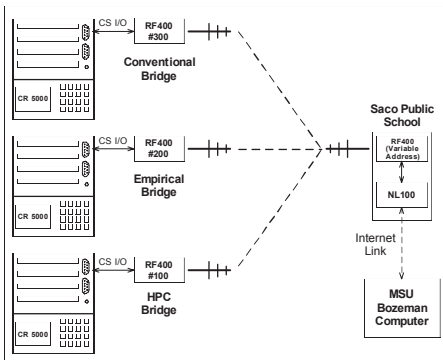 CS I/O
RF400
#300
CR 5000
Conventional
Bridge
CS I/O
RF400
#200
CR 5000
Empirical
Bridge
CS I/O
RF400
#100
CR 5000
HPC
Bridge
Saco Public
School
RF400
(Variable
Address)
NL100
Internet
Link
MSU
Bozeman
Computer